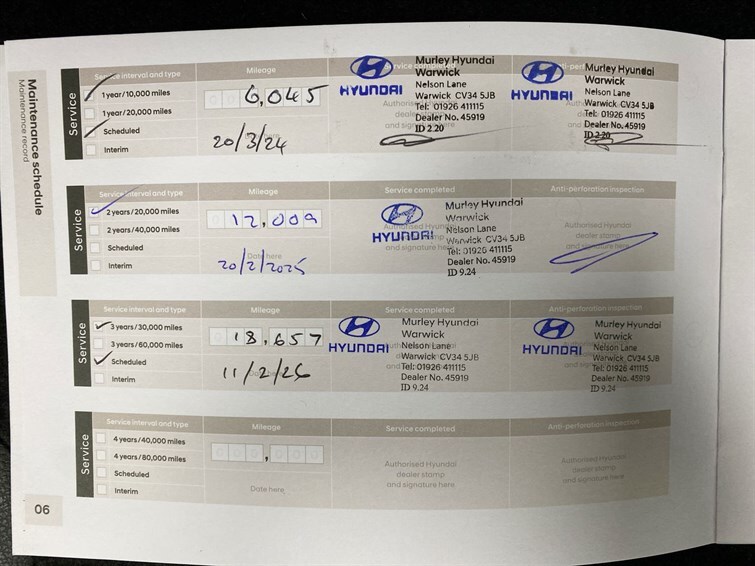 Maintenance schedule
Maintenance record
Service
Service interval and type
1 year/10,000 miles
1 year/20,000 miles
Scheduled
Interim
Mileage
6,045
20/3/24
HYUNDAI
Murley Hyundai
Warwick
Nelson Lane
Warwick CV34 5JB
Tel: 01926 411115
Dealer No. 45919
ID 2.20
HYUNDAI
Murley Hyundai
Warwick
Nelson Lane
Warwick CV34 5JB
Tel: 01926 411115
Dealer No. 45919
ID 2.20
Service
Service interval and type
2 years/20,000 miles
2 years/40,000 miles
Scheduled
Interim
Mileage
12,009
Date here
20/2/2025
Service completed
Authorised Hyundai
dealer stamp
and signature here
HYUNDAI
Murley Hyundai
Warwick
Nelson Lane
Warwick CV34 5JB
Tel: 01926 411115
Dealer No. 45919
ID 9.24
Anti-perforation inspection
Authorised Hyundai
dealer stamp
and signature here
Service
Service interval and type
3 years/30,000 miles
3 years/60,000 miles
Scheduled
Interim
Mileage
18,657
11/2/26
Service completed
HYUNDAI
Murley Hyundai
Warwick
Nelson Lane
Warwick CV34 5JB
Tel: 01926 411115
Dealer No. 45919
ID 9.24
Anti-perforation inspection
HYUNDAI
Murley Hyundai
Warwick
Nelson Lane
Warwick CV34 5JB
Tel: 01926 411115
Dealer No. 45919
ID 9.24
Service
Service interval and type
4 years/40,000 miles
4 years/80,000 miles
Scheduled
Interim
Mileage
000,000
Date here
Service completed
Authorised Hyundai
dealer stamp
and signature here
Anti-perforation inspection
Authorised Hyundai
dealer stamp
and signature here
06